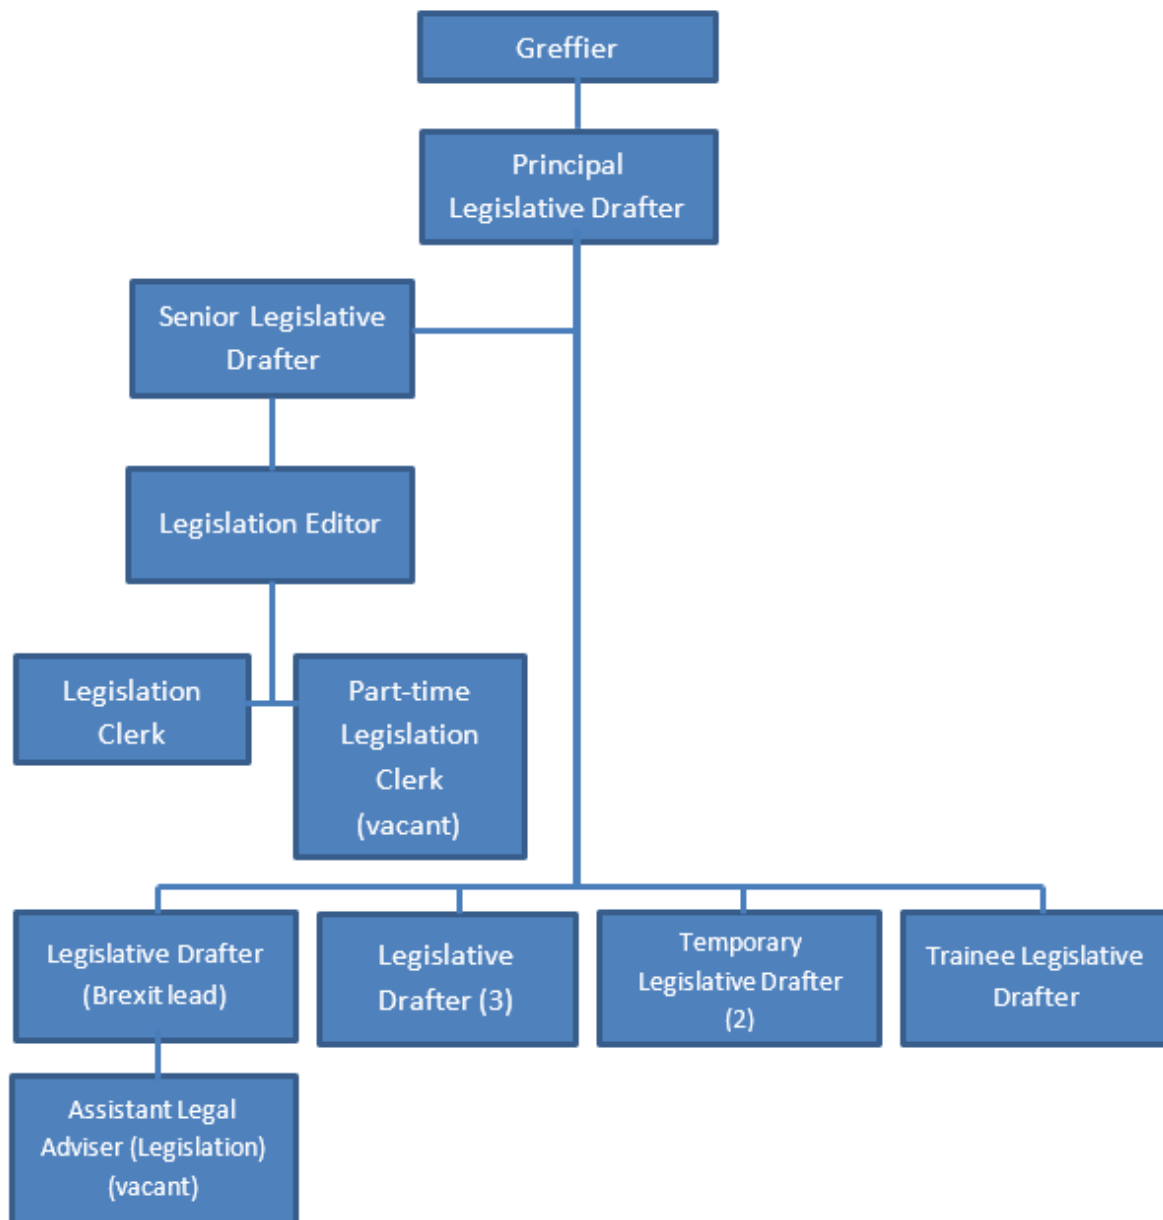 Greffier
Principal
Legislative Drafter
Senior Legislative
Drafter
Legislation Editor
Legislation
Clerk
Part-time
Legislation
Clerk
(vacant)
Legislative Drafter
(Brexit lead)
Legislative
Drafter (3)
Temporary
Legislative Drafter
(2)
Trainee Legislative
Drafter
Assistant Legal
Adviser (Legislation)
(vacant)